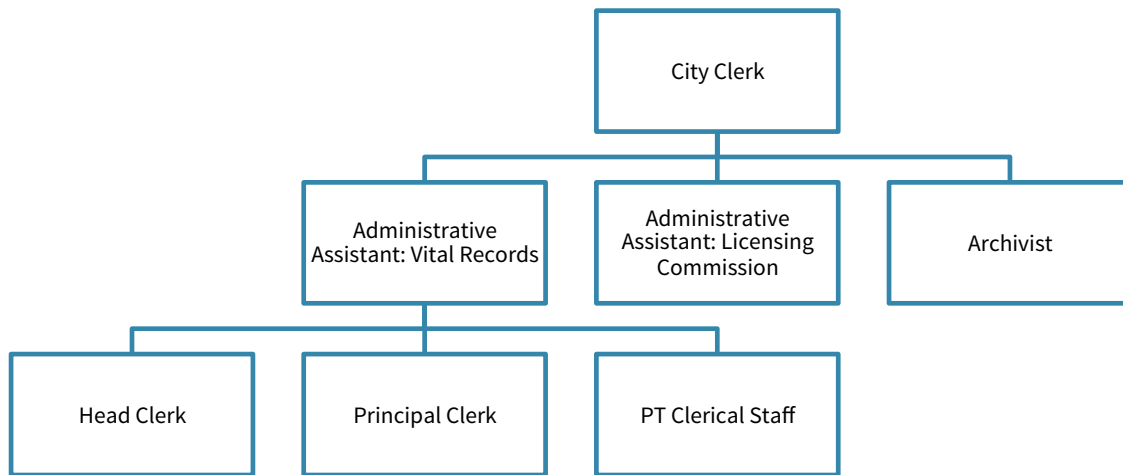 City Clerk
Administrative
Assistant: Vital Records
Administrative
Assistant: Licensing
Commission
Archivist
Head Clerk
Principal Clerk
PT Clerical Staff